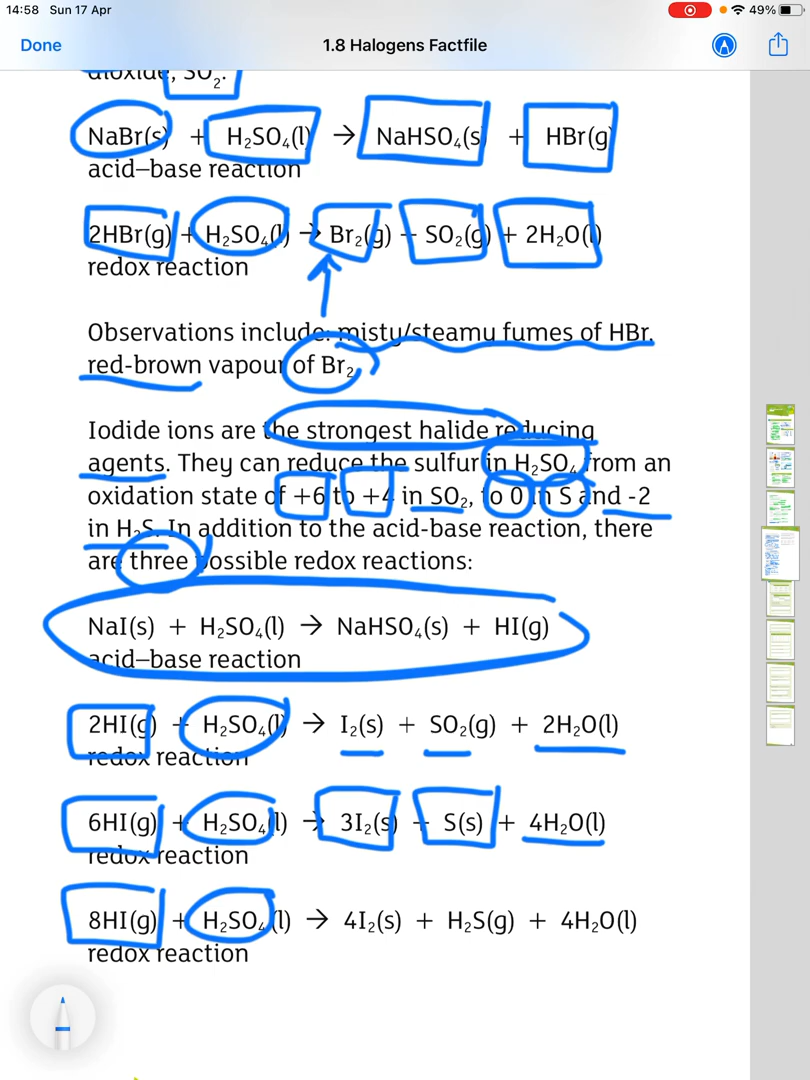 14:58 Sun 17 Apr 49%
Done 1.8 Halogens Factfile
dioxide, SO₂.
NaBr(s) + H₂SO₄(l) → NaHSO₄(s) + HBr(g)
acid–base reaction
2HBr(g) + H₂SO₄(l) → Br₂(g) + SO₂(g) + 2H₂O(l)
redox reaction
Observations include: misty/steamy fumes of HBr,
red-brown vapour of Br₂
Iodide ions are the strongest halide reducing
agents. They can reduce the sulfur in H₂SO₄ from an
oxidation state of +6 to +4 in SO₂, to 0 in S and -2
in H₂S. In addition to the acid-base reaction, there
are three possible redox reactions:
NaI(s) + H₂SO₄(l) → NaHSO₄(s) + HI(g)
acid–base reaction
2HI(g) + H₂SO₄(l) → I₂(s) + SO₂(g) + 2H₂O(l)
redox reaction
6HI(g) + H₂SO₄(l) → 3I₂(s) + S(s) + 4H₂O(l)
redox reaction
8HI(g) + H₂SO₄(l) → 4I₂(s) + H₂S(g) + 4H₂O(l)
redox reaction